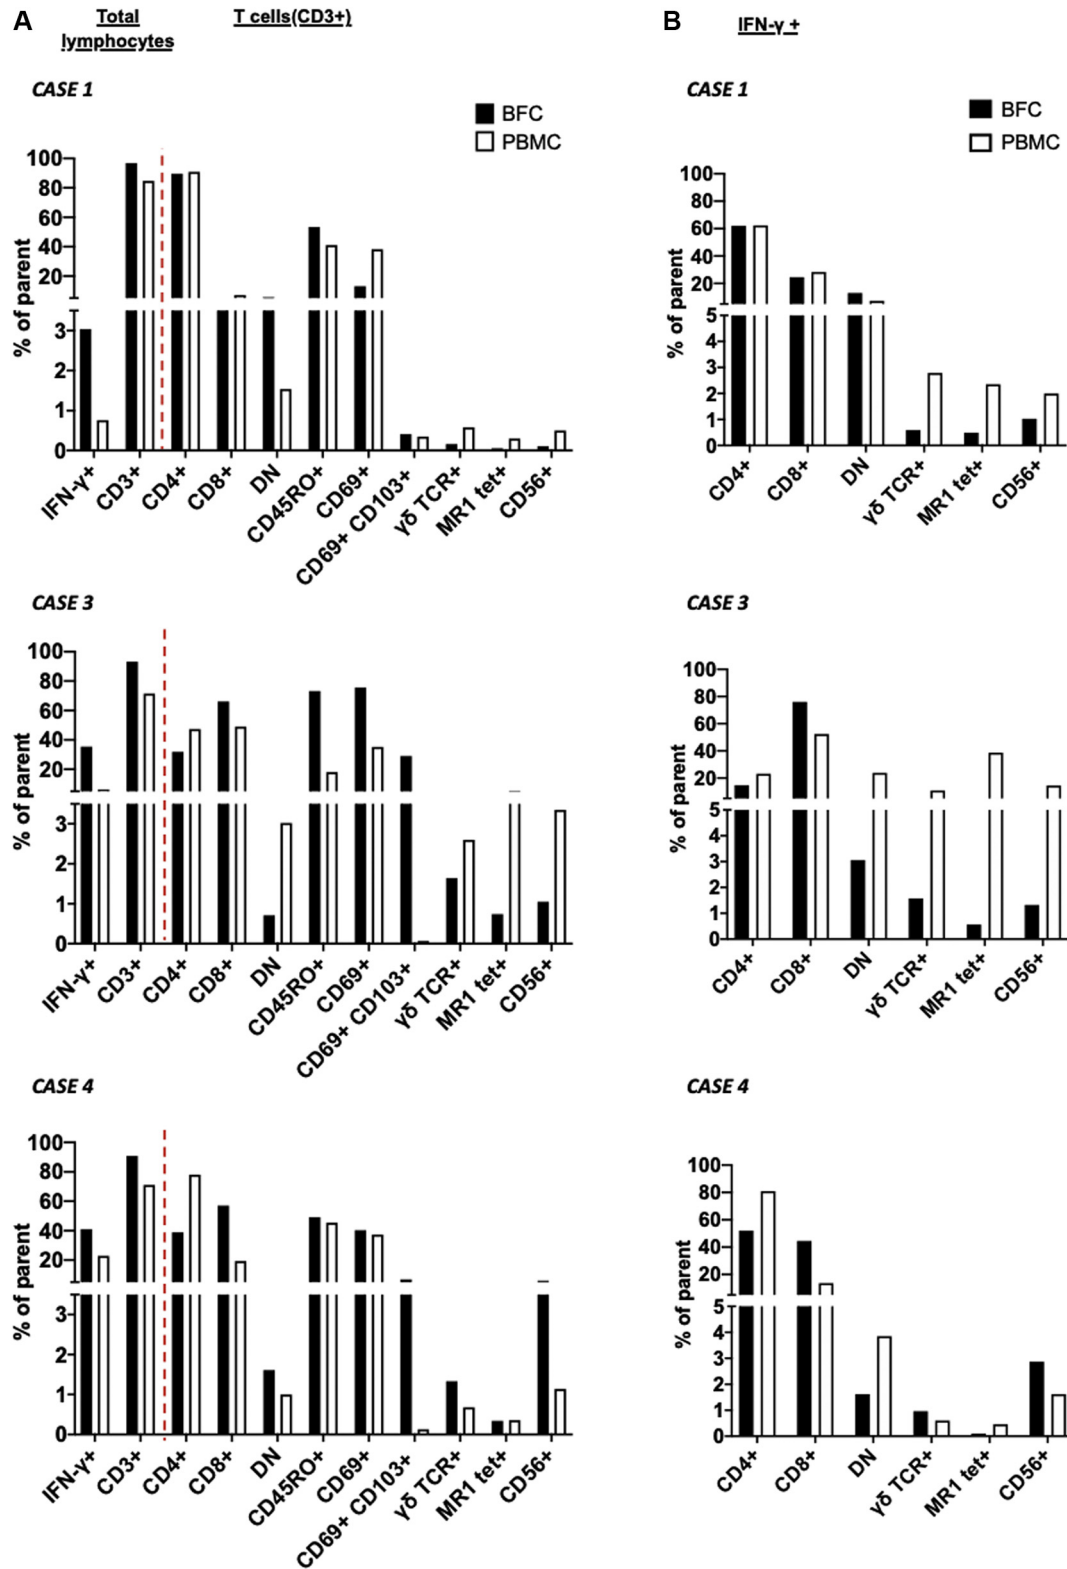 A
Total
lymphocytes
T cells(CD3+)
CASE 1
BFC
PBMC
% of parent
100
80
60
40
20
3
2
1
0
IFN-γ+
CD3+
CD4+
CD8+
DN
CD45RO+
CD69+
CD69+ CD103+
γδ TCR+
MR1 tet+
CD56+
CASE 3
% of parent
100
80
60
40
20
3
2
1
0
IFN-γ+
CD3+
CD4+
CD8+
DN
CD45RO+
CD69+
CD69+ CD103+
γδ TCR+
MR1 tet+
CD56+
CASE 4
% of parent
100
80
60
40
20
3
2
1
0
IFN-γ+
CD3+
CD4+
CD8+
DN
CD45RO+
CD69+
CD69+ CD103+
γδ TCR+
MR1 tet+
CD56+
B
IFN-γ +
CASE 1
BFC
PBMC
% of parent
100
80
60
40
20
5
4
3
2
1
0
CD4+
CD8+
DN
γδ TCR+
MR1 tet+
CD56+
CASE 3
% of parent
100
80
60
40
20
5
4
3
2
1
0
CD4+
CD8+
DN
γδ TCR+
MR1 tet+
CD56+
CASE 4
% of parent
100
80
60
40
20
5
4
3
2
1
0
CD4+
CD8+
DN
γδ TCR+
MR1 tet+
CD56+